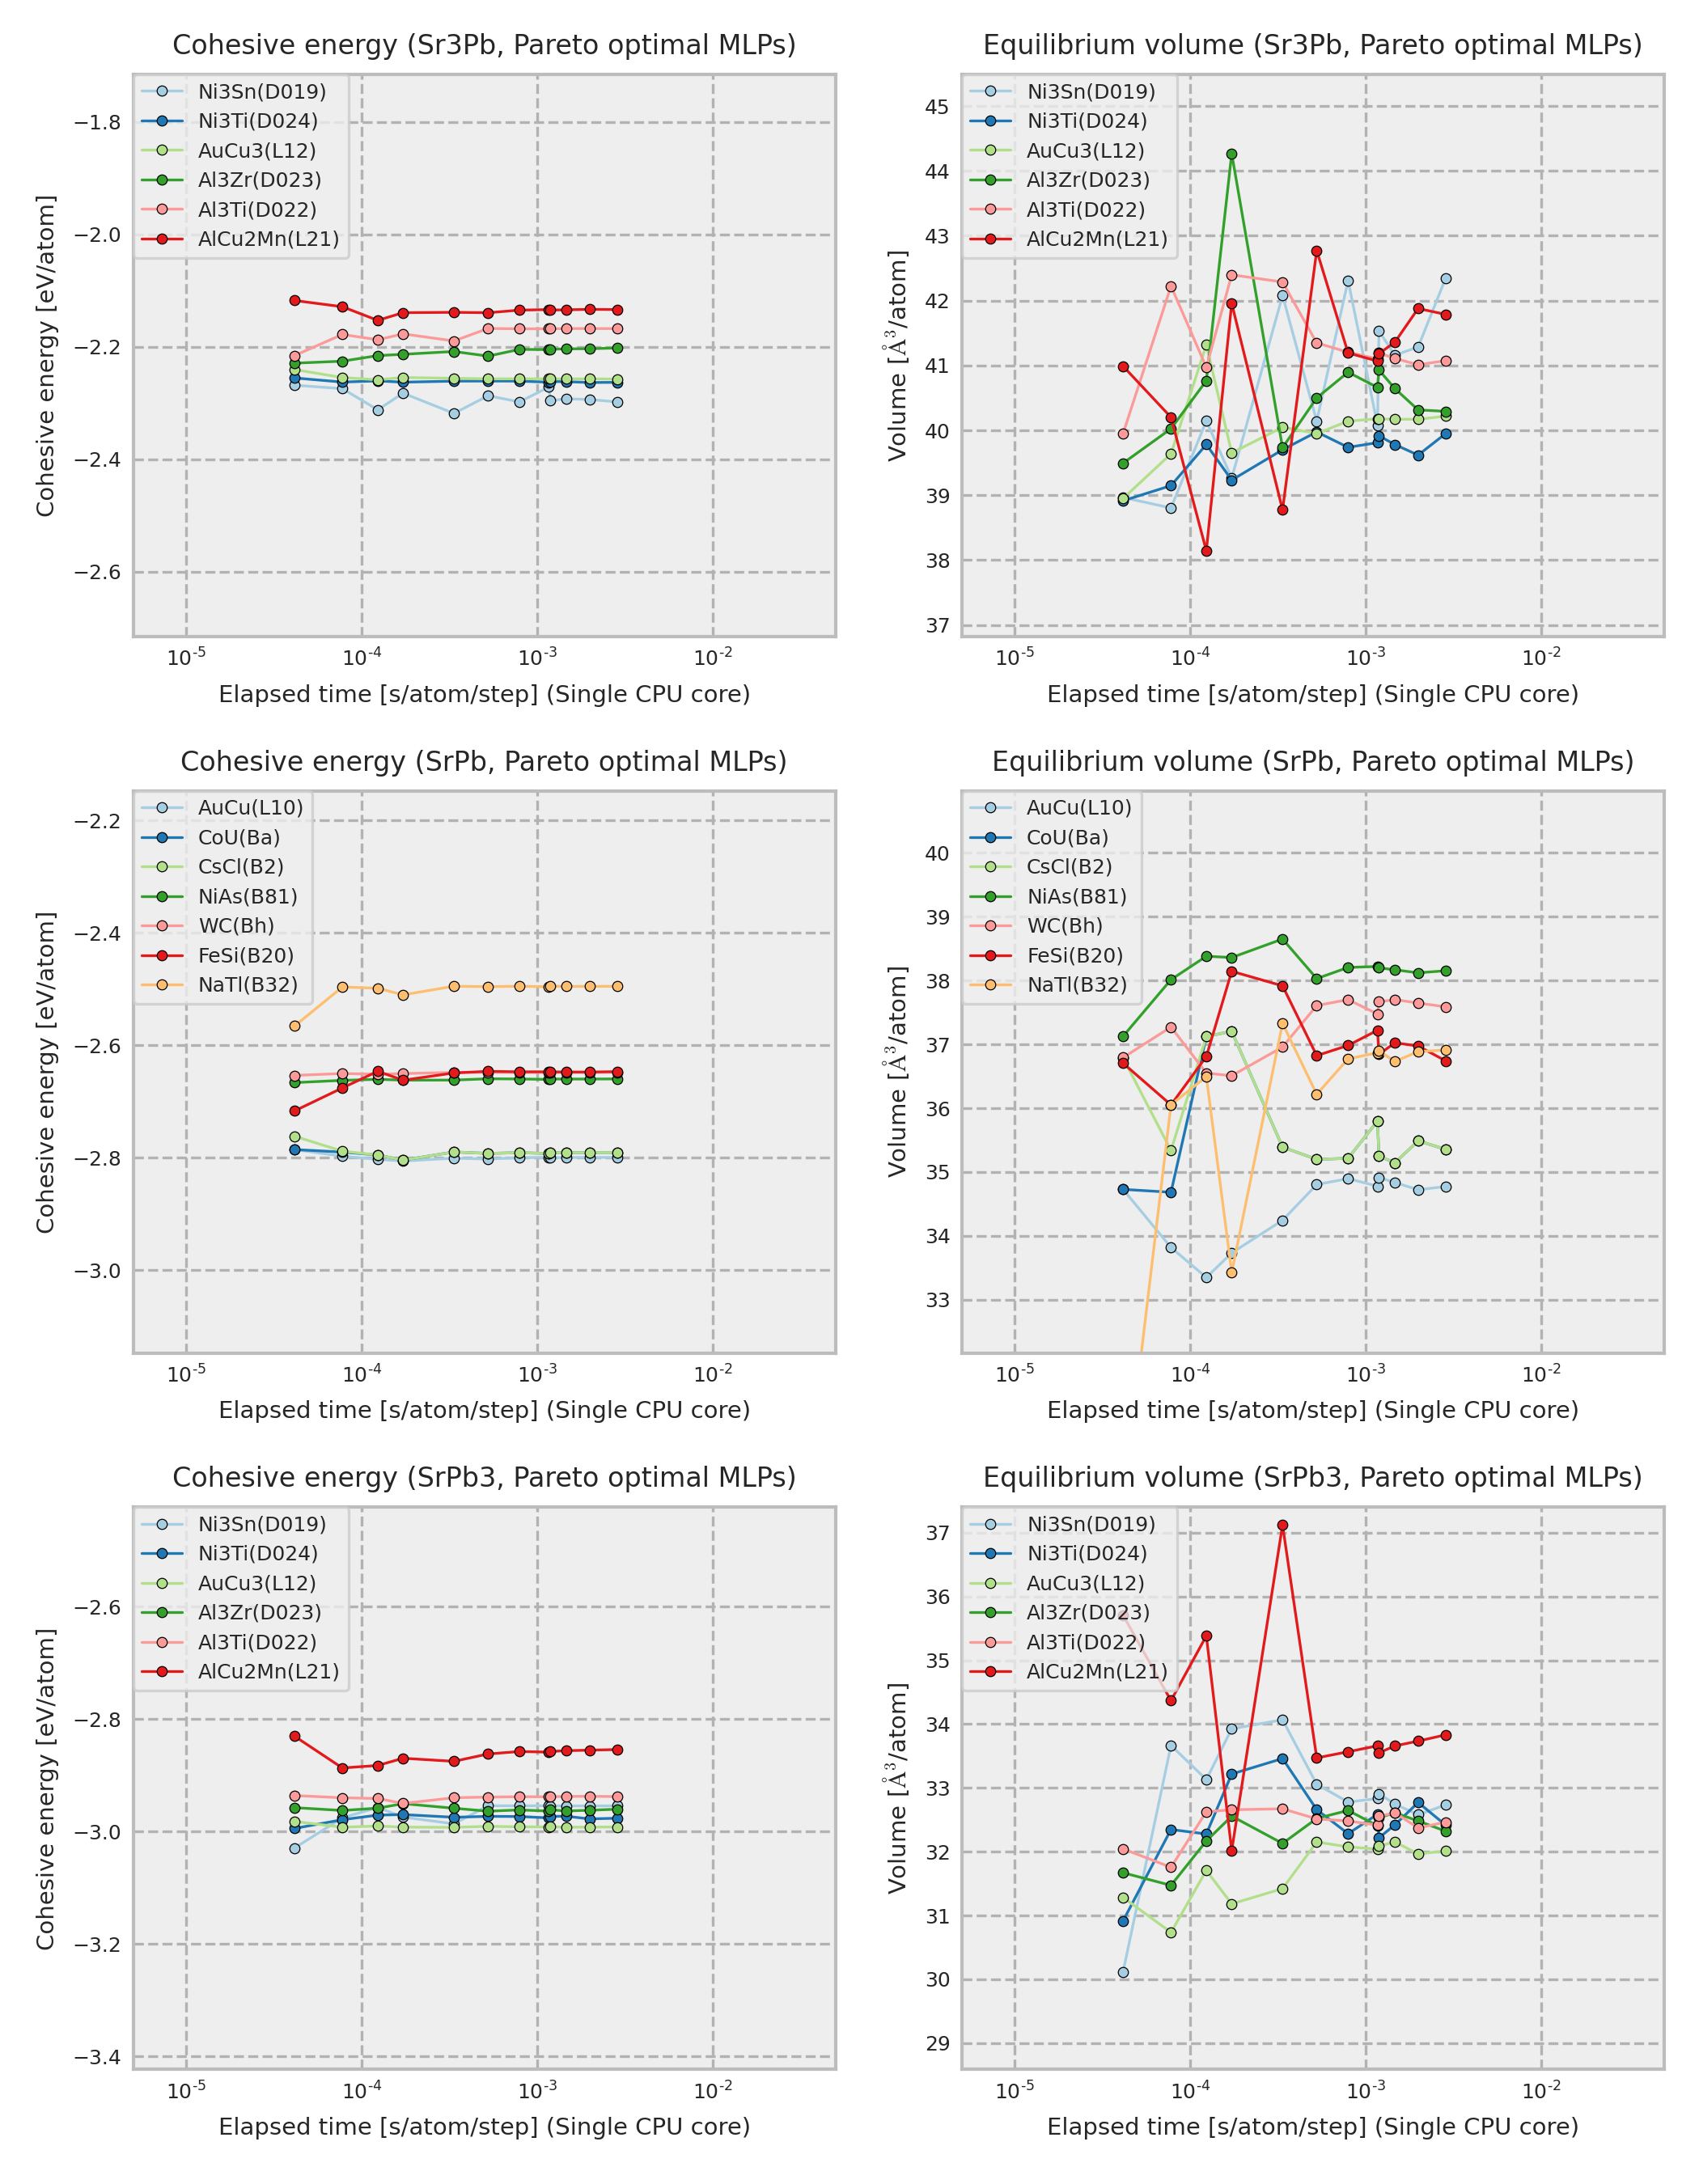 Cohesive energy (Sr3Pb, Pareto optimal MLPs)
Cohesive energy [eV/atom]
−1.8
−2.0
−2.2
−2.4
−2.6
Ni3Sn(D019)
Ni3Ti(D024)
AuCu3(L12)
Al3Zr(D023)
Al3Ti(D022)
AlCu2Mn(L21)
10-5 10-4 10-3 10-2
Elapsed time [s/atom/step] (Single CPU core)
Equilibrium volume (Sr3Pb, Pareto optimal MLPs)
Volume [Å3/atom]
45
44
43
42
41
40
39
38
37
Ni3Sn(D019)
Ni3Ti(D024)
AuCu3(L12)
Al3Zr(D023)
Al3Ti(D022)
AlCu2Mn(L21)
10-5 10-4 10-3 10-2
Elapsed time [s/atom/step] (Single CPU core)
Cohesive energy (SrPb, Pareto optimal MLPs)
Cohesive energy [eV/atom]
−2.2
−2.4
−2.6
−2.8
−3.0
AuCu(L10)
CoU(Ba)
CsCl(B2)
NiAs(B81)
WC(Bh)
FeSi(B20)
NaTl(B32)
10-5 10-4 10-3 10-2
Elapsed time [s/atom/step] (Single CPU core)
Equilibrium volume (SrPb, Pareto optimal MLPs)
Volume [Å3/atom]
40
39
38
37
36
35
34
33
AuCu(L10)
CoU(Ba)
CsCl(B2)
NiAs(B81)
WC(Bh)
FeSi(B20)
NaTl(B32)
10-5 10-4 10-3 10-2
Elapsed time [s/atom/step] (Single CPU core)
Cohesive energy (SrPb3, Pareto optimal MLPs)
Cohesive energy [eV/atom]
−2.6
−2.8
−3.0
−3.2
−3.4
Ni3Sn(D019)
Ni3Ti(D024)
AuCu3(L12)
Al3Zr(D023)
Al3Ti(D022)
AlCu2Mn(L21)
10-5 10-4 10-3 10-2
Elapsed time [s/atom/step] (Single CPU core)
Equilibrium volume (SrPb3, Pareto optimal MLPs)
Volume [Å3/atom]
37
36
35
34
33
32
31
30
29
Ni3Sn(D019)
Ni3Ti(D024)
AuCu3(L12)
Al3Zr(D023)
Al3Ti(D022)
AlCu2Mn(L21)
10-5 10-4 10-3 10-2
Elapsed time [s/atom/step] (Single CPU core)